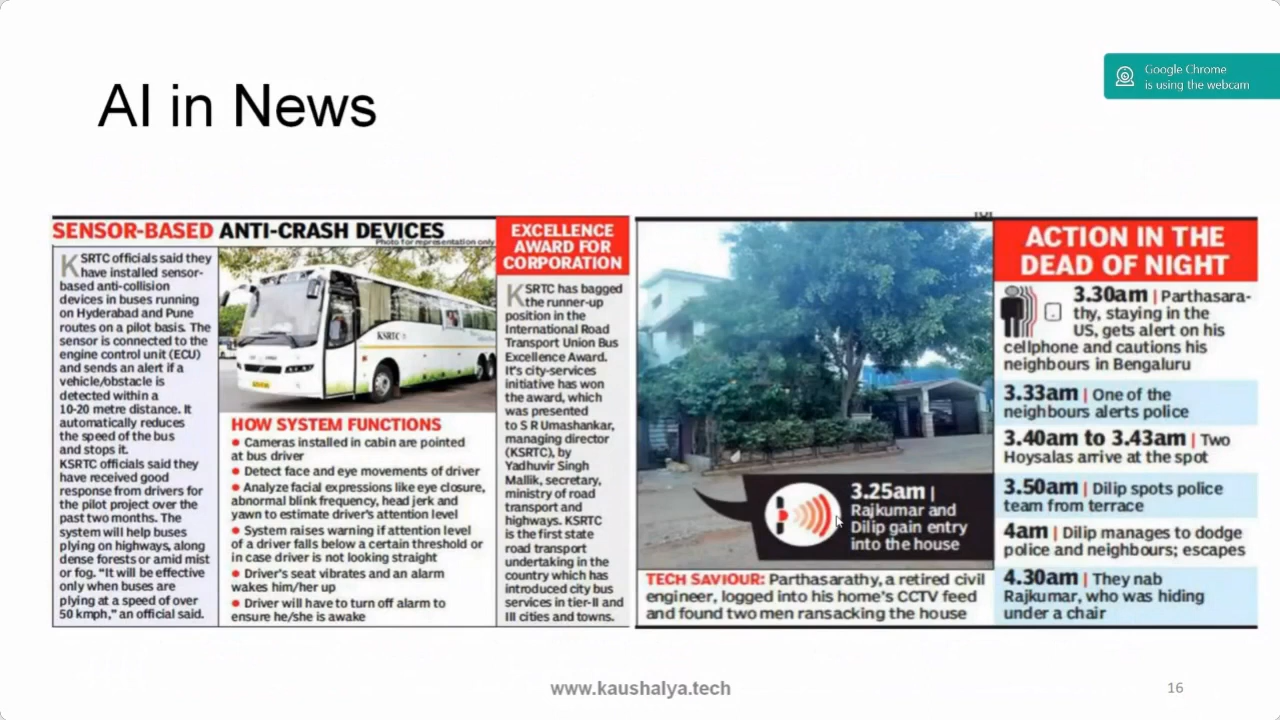 AI in News
Google Chrome
is using the webcam
SENSOR-BASED ANTI-CRASH DEVICES
Photo for representation only
KSRTC officials said they
have installed sensor-
based anti-collision
devices in buses running
on Hyderabad and Pune
routes on a pilot basis. The
sensor is connected to the
engine control unit (ECU)
and sends an alert if a
vehicle/obstacle is
detected within a
10-20 metre distance. It
automatically reduces
the speed of the bus
and stops it.
KSRTC officials said they
have received good
response from drivers for
the pilot project over the
past two months. The
system will help buses
plying on highways, along
dense forests or amid mist
or fog. “It will be effective
only when buses are
plying at a speed of over
50 kmph,” an official said.
KSRTC
HOW SYSTEM FUNCTIONS
● Cameras installed in cabin are pointed
at bus driver
● Detect face and eye movements of driver
● Analyze facial expressions like eye closure,
abnormal blink frequency, head jerk and
yawn to estimate driver's attention level
● System raises warning if attention level
of a driver falls below a certain threshold or
in case driver is not looking straight
● Driver's seat vibrates and an alarm
wakes him/her up
● Driver will have to turn off alarm to
ensure he/she is awake
EXCELLENCE
AWARD FOR
CORPORATION
KSRTC has bagged
the runner-up
position in the
International Road
Transport Union Bus
Excellence Award.
It's city-services
initiative has won
the award, which
was presented
to S R Umashankar,
managing director
(KSRTC), by
Yadhuvir Singh
Mallik, secretary,
ministry of road
transport and
highways. KSRTC
is the first state
road transport
undertaking in the
country which has
introduced city bus
services in tier-II and
III cities and towns.
3.25am |
Rajkumar and
Dilip gain entry
into the house
TECH SAVIOUR: Parthasarathy, a retired civil
engineer, logged into his home's CCTV feed
and found two men ransacking the house
ACTION IN THE
DEAD OF NIGHT
3.30am | Parthasara-
thy, staying in the
US, gets alert on his
cellphone and cautions his
neighbours in Bengaluru
3.33am | One of the
neighbours alerts police
3.40am to 3.43am | Two
Hoysalas arrive at the spot
3.50am | Dilip spots police
team from terrace
4am | Dilip manages to dodge
police and neighbours; escapes
4.30am | They nab
Rajkumar, who was hiding
under a chair
www.kaushalya.tech
16